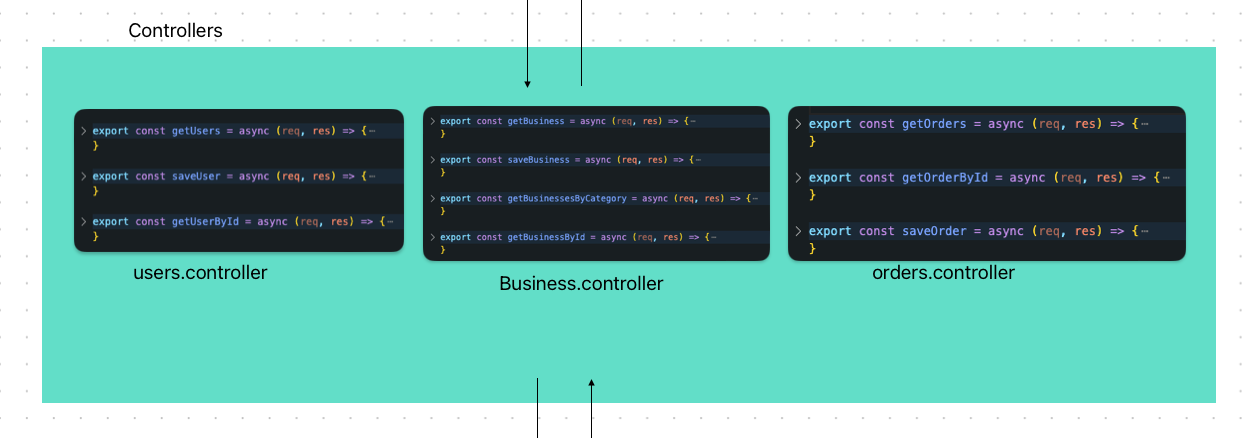 Controllers
export const getUsers = async (req, res) => {…
}
export const saveUser = async (req, res) => {…
}
export const getUserById = async (req, res) => {…
}
users.controller
export const getBusiness = async (req, res) => {…
}
export const saveBusiness = async (req, res) => {…
}
export const getBusinessesByCategory = async (req, res) => {…
}
export const getBusinessById = async (req, res) => {…
}
Business.controller
export const getOrders = async (req, res) => {…
}
export const getOrderById = async (req, res) => {…
}
export const saveOrder = async (req, res) => {…
}
orders.controller